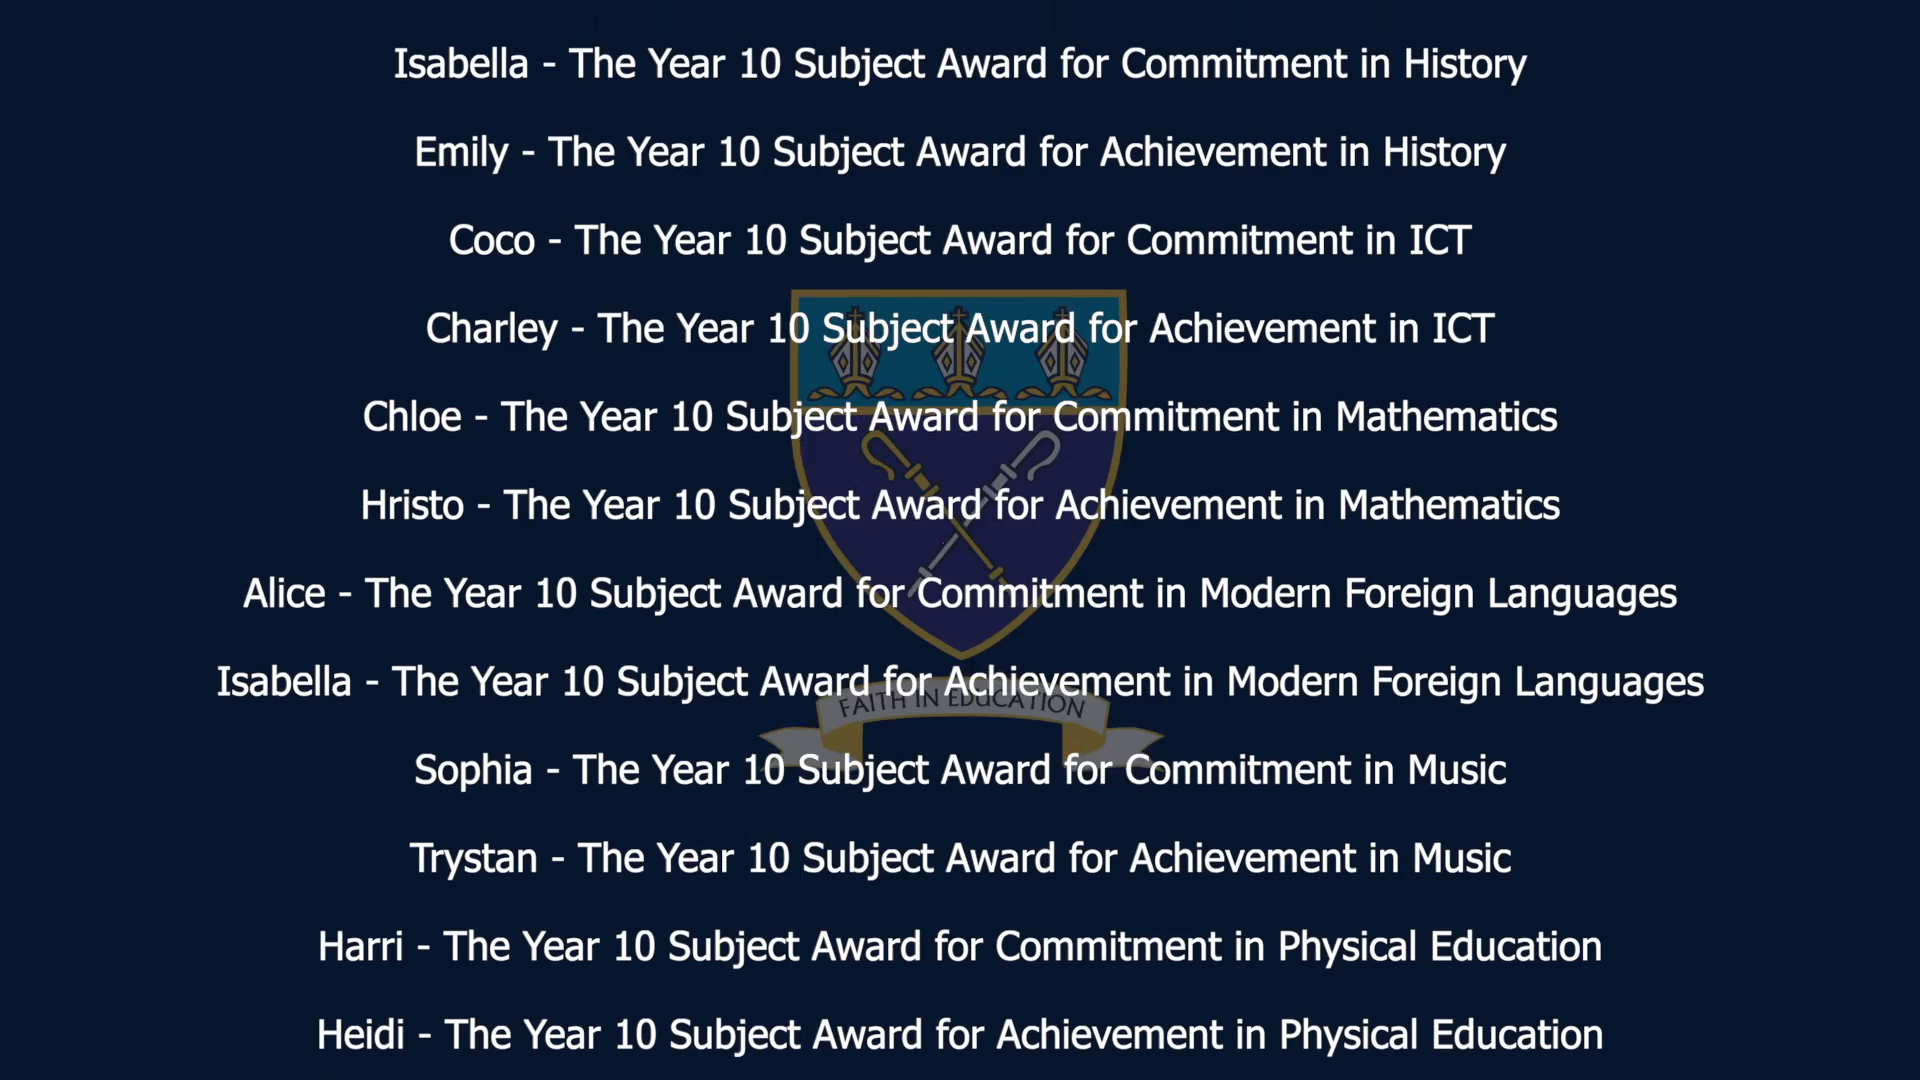 Isabella - The Year 10 Subject Award for Commitment in History
Emily - The Year 10 Subject Award for Achievement in History
Coco - The Year 10 Subject Award for Commitment in ICT
Charley - The Year 10 Subject Award for Achievement in ICT
Chloe - The Year 10 Subject Award for Commitment in Mathematics
Hristo - The Year 10 Subject Award for Achievement in Mathematics
Alice - The Year 10 Subject Award for Commitment in Modern Foreign Languages
Isabella - The Year 10 Subject Award for Achievement in Modern Foreign Languages
FAITH IN EDUCATION
Sophia - The Year 10 Subject Award for Commitment in Music
Trystan - The Year 10 Subject Award for Achievement in Music
Harri - The Year 10 Subject Award for Commitment in Physical Education
Heidi - The Year 10 Subject Award for Achievement in Physical Education